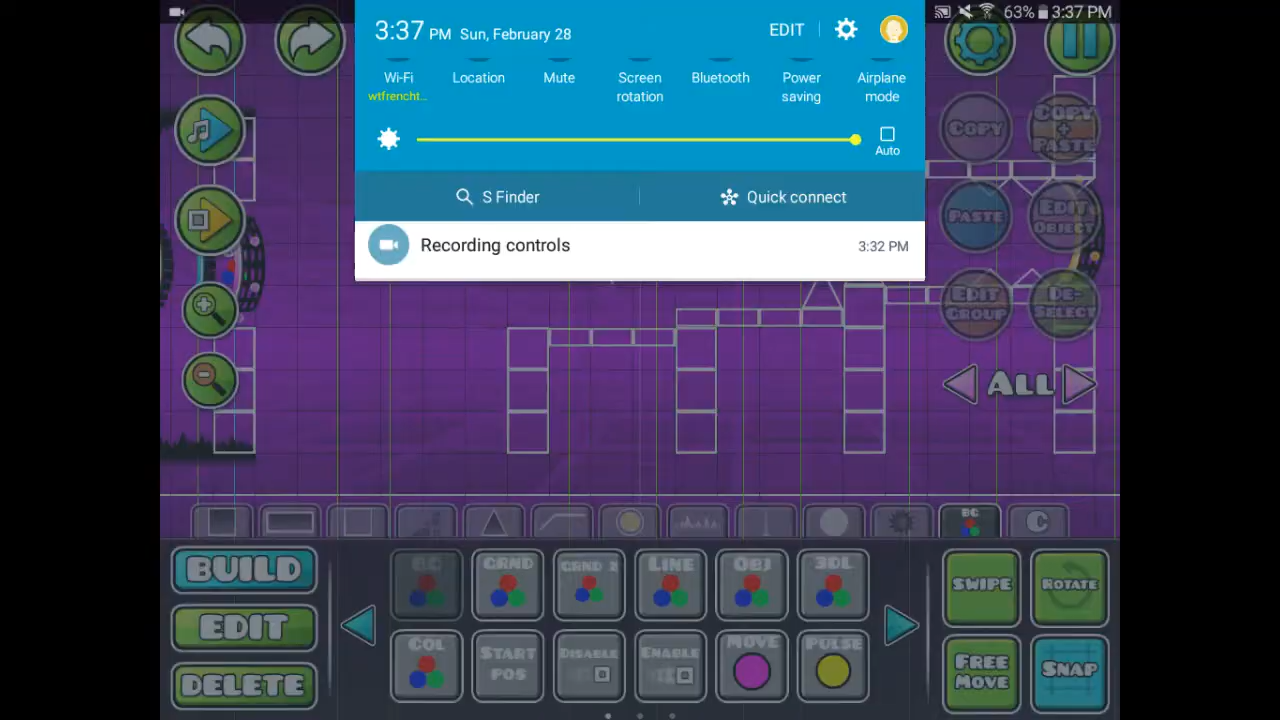 3:37 PM Sun, February 28
EDIT
63% 3:37 PM
Wi-Fi
wtfrencht...
Location
Mute
Screen
rotation
Bluetooth
Power
saving
Airplane
mode
Auto
S Finder
Quick connect
Recording controls
3:32 PM
COPY
COPY
+
PASTE
PASTE
EDIT
OBJECT
EDIT
GROUP
DE-
SELECT
ALL
BG
C
BUILD
EDIT
DELETE
BG
GRND
GRND 2
LINE
OBJ
3DL
COL
START
POS
DISABLE
ENABLE
MOVE
PULSE
SWIPE
ROTATE
FREE
MOVE
SNAP